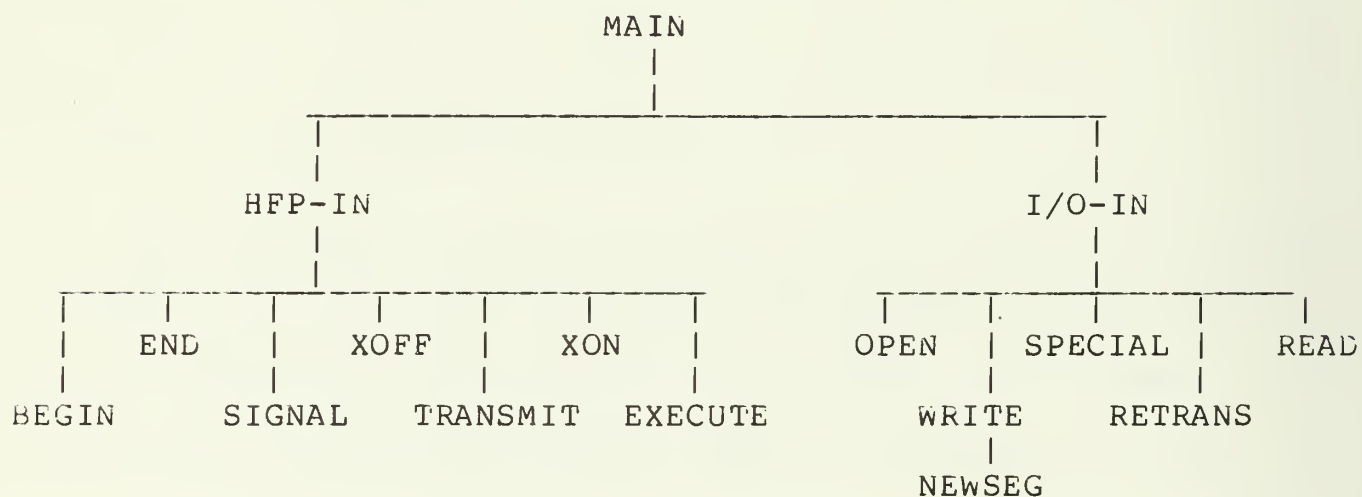 MAIN
HFP-IN I/O-IN
END XOFF XON OPEN SPECIAL READ
BEGIN SIGNAL TRANSMIT EXECUTE WRITE RETRANS
NEWSEG